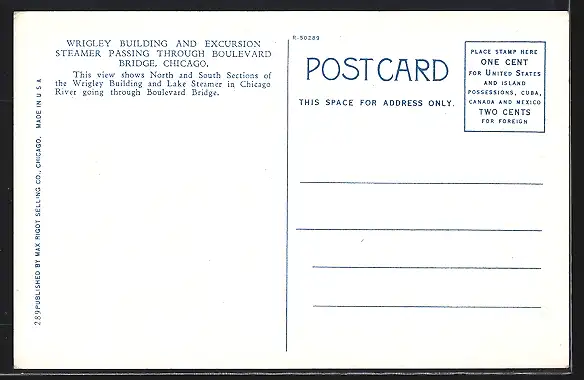 WRIGLEY BUILDING AND EXCURSION
STEAMER PASSING THROUGH BOULEVARD
BRIDGE, CHICAGO.
This view shows North and South Sections of
the Wrigley Building and Lake Steamer in Chicago
River going through Boulevard Bridge.
289 PUBLISHED BY MAX RIGOT SELLING CO., CHICAGO. MADE IN U S A
R-50289
POSTCARD
THIS SPACE FOR ADDRESS ONLY.
PLACE STAMP HERE
ONE CENT
FOR UNITED STATES
AND ISLAND
POSSESSIONS, CUBA,
CANADA AND MEXICO
TWO CENTS
FOR FOREIGN